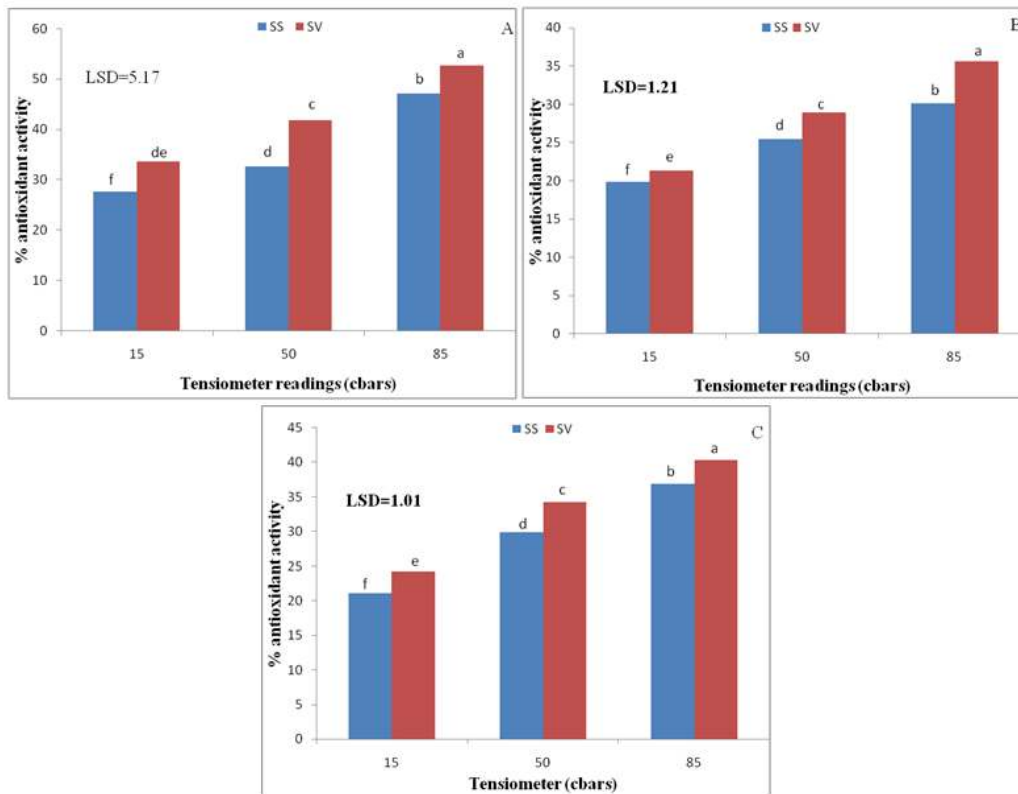 A
SS SV
LSD=5.17
% antioxidant activity
60
50
40
30
20
10
0
f
de
d
c
b
a
15 50 85
Tensiometer readings (cbars)
B
SS SV
LSD=1.21
% antioxidant activity
40
35
30
25
20
15
10
5
0
f
e
d
c
b
a
15 50 85
Tensiometer readings (cbars)
C
SS SV
LSD=1.01
% antioxidant activity
45
40
35
30
25
20
15
10
5
0
f
e
d
c
b
a
15 50 85
Tensiometer (cbars)